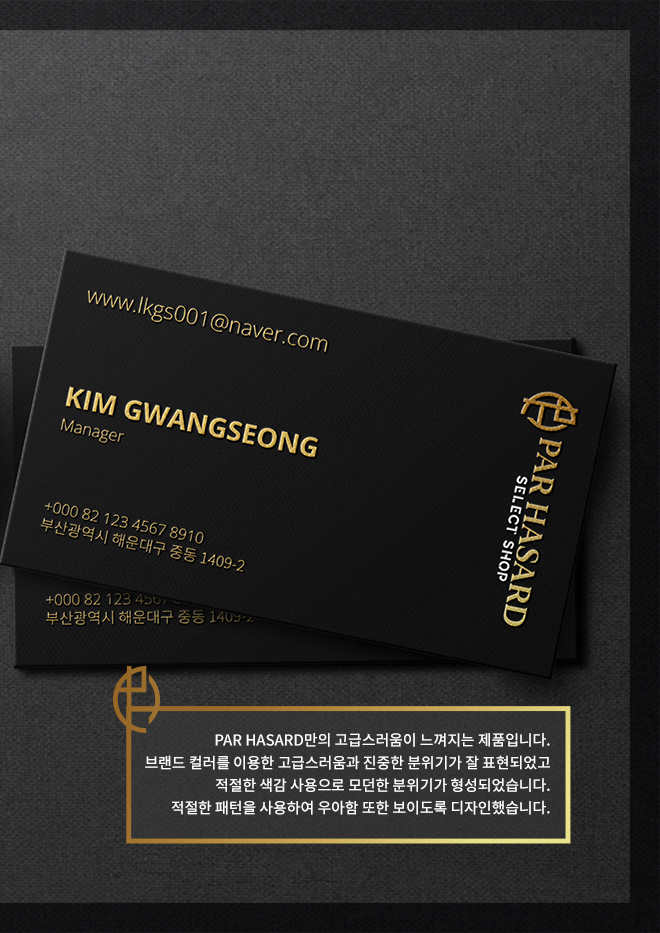 www.lkgs001@naver.com
KIM GWANGSEONG
Manager
+000 82 123 4567 8910
부산광역시 해운대구 중동 1409-2
PAR HASARD
SELECT SHOP
+000 82 123 4567
부산광역시 해운대구 중동 1409-2
PAR HASARD만의 고급스러움이 느껴지는 제품입니다.
브랜드 컬러를 이용한 고급스러움과 진중한 분위기가 잘 표현되었고
적절한 색감 사용으로 모던한 분위기가 형성되었습니다.
적절한 패턴을 사용하여 우아함 또한 보이도록 디자인했습니다.